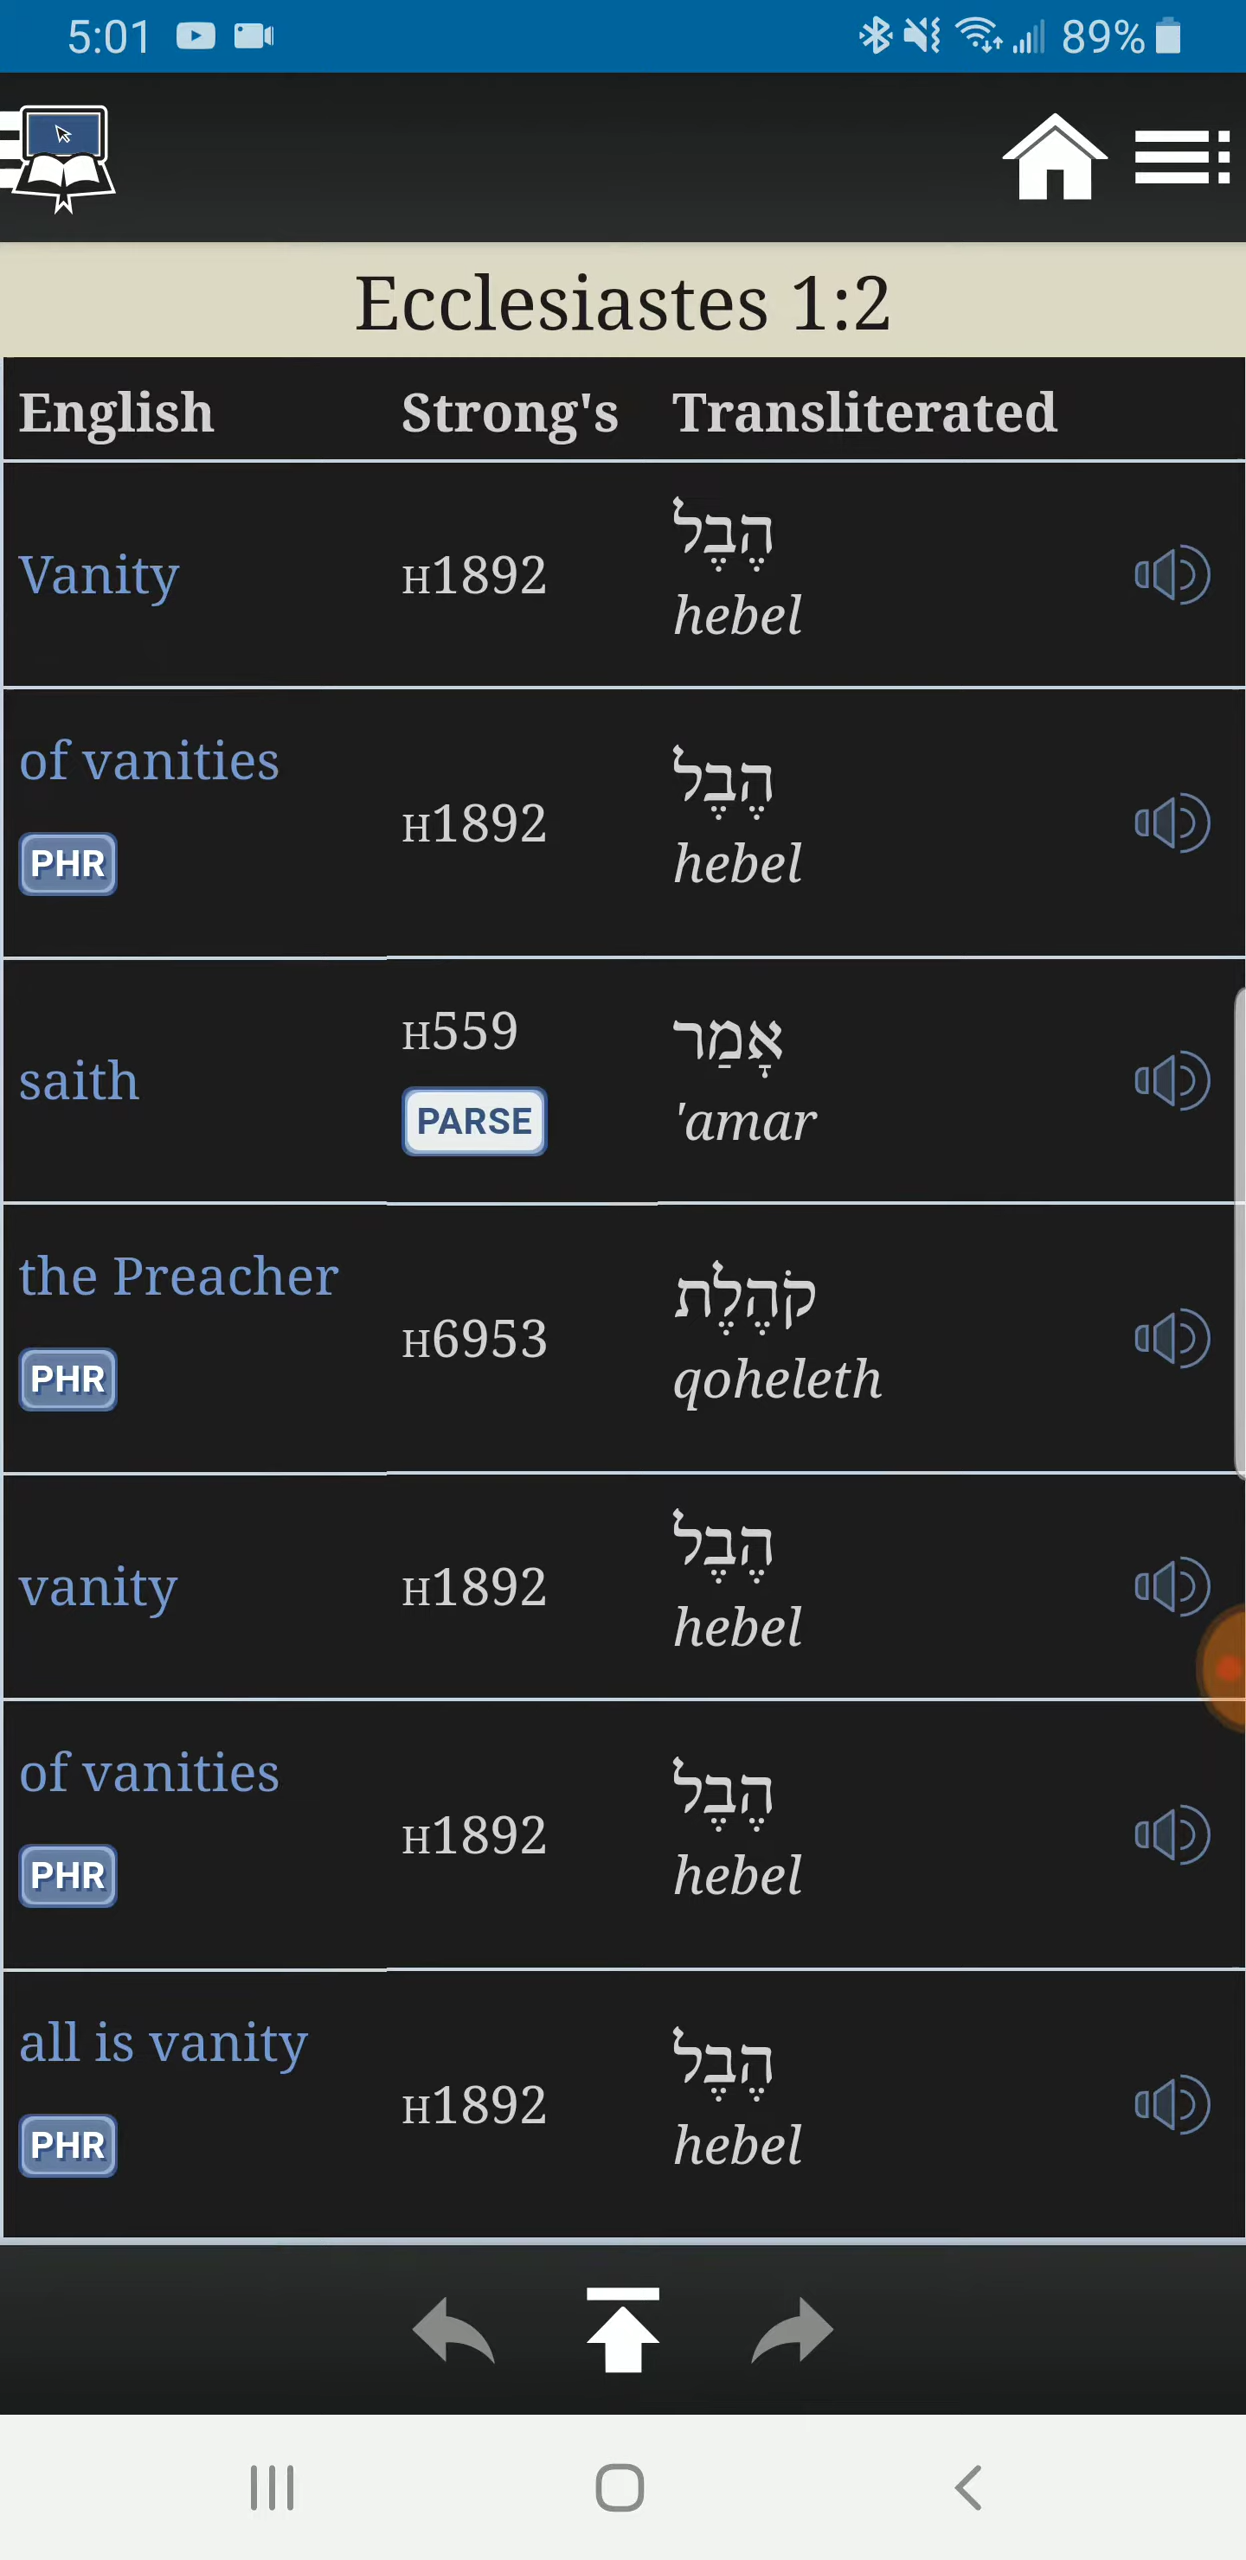 5:01 89%
Ecclesiastes 1:2
English Strong's Transliterated
Vanity H1892 הֶבֶל
hebel
of vanities H1892 הֶבֶל
PHR hebel
saith H559 אָמַר
PARSE 'amar
the Preacher H6953 קֹהֶלֶת
PHR qoheleth
vanity H1892 הֶבֶל
hebel
of vanities H1892 הֶבֶל
PHR hebel
all is vanity H1892 הֶבֶל
PHR hebel